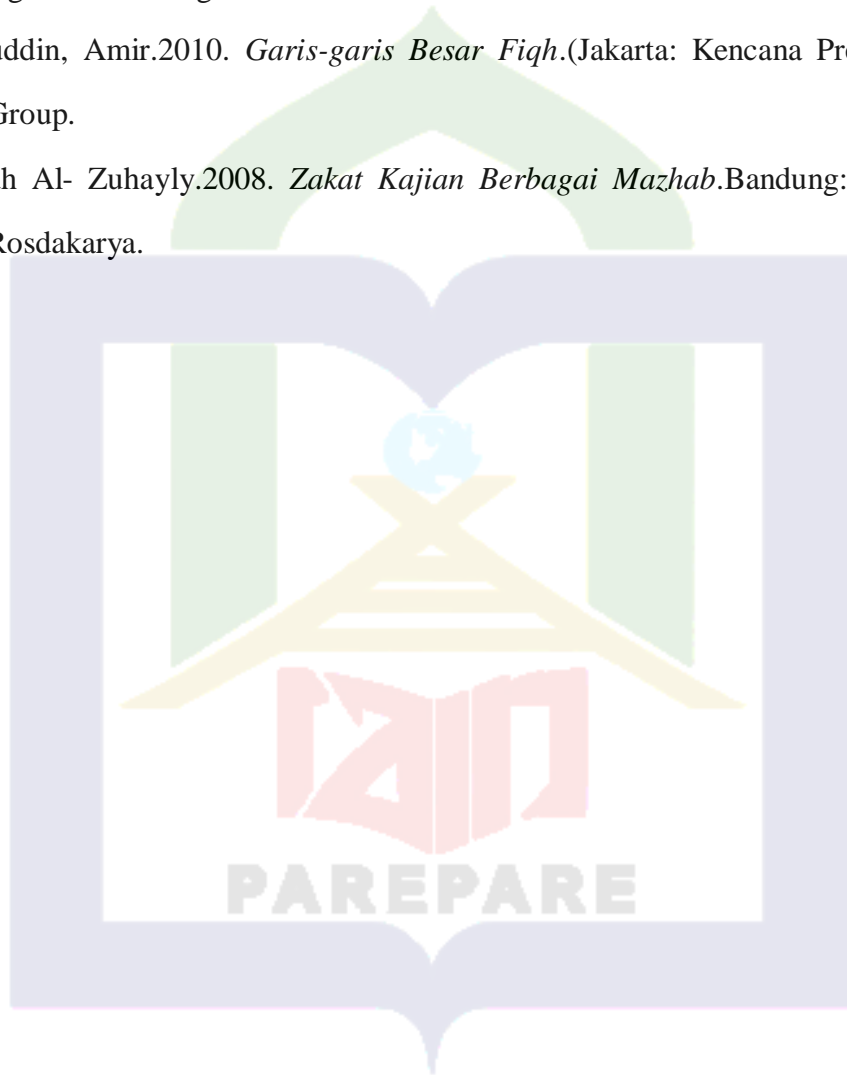 uddin, Amir.2010. Garis-garis Besar Fiqh.(Jakarta: Kencana Pr
Group.
h Al- Zuhayly.2008. Zakat Kajian Berbagai Mazhab.Bandung:
Rosdakarya.
iain
PAREPARE